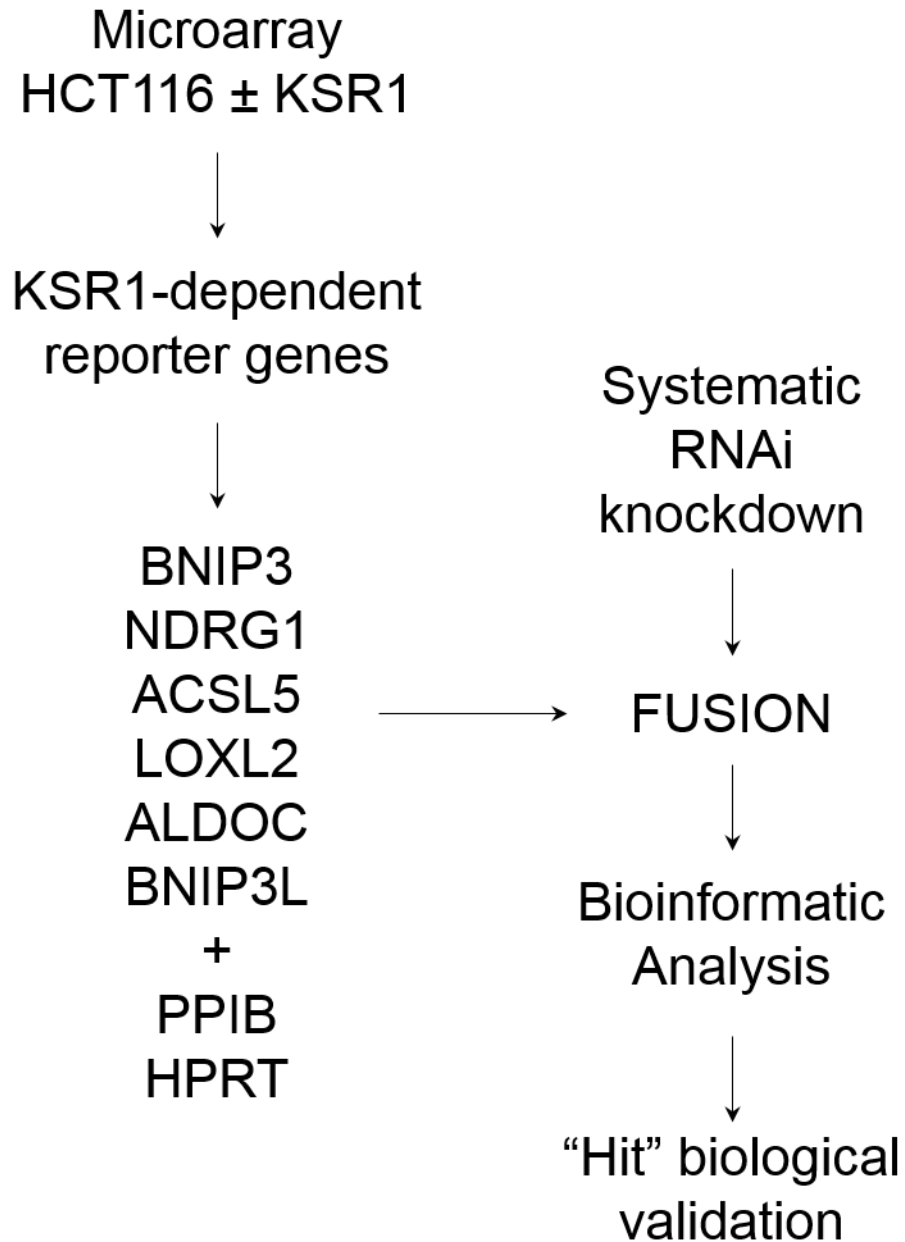 Microarray
HCT116 ± KSR1
KSR1-dependent
reporter genes
BNIP3
NDRG1
ACSL5
LOXL2
ALDOC
BNIP3L
+
PPIB
HPRT
Systematic
RNAi
knockdown
FUSION
Bioinformatic
Analysis
“Hit” biological
validation